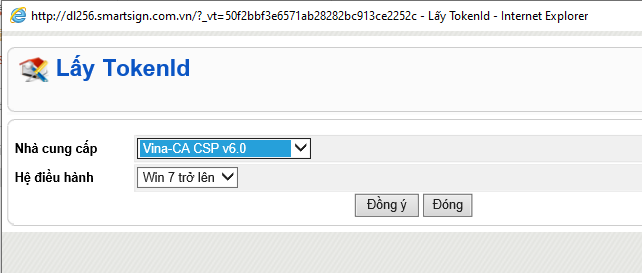 http://dl256.smartsign.com.vn/?_vt=50f2bbf3e6571ab28282bc913ce2252c - Lấy TokenId - Internet Explorer
Lấy TokenId
Nhà cung cấp Vina-CA CSP v6.0
Hệ điều hành Win 7 trở lên
Đồng ý Đóng